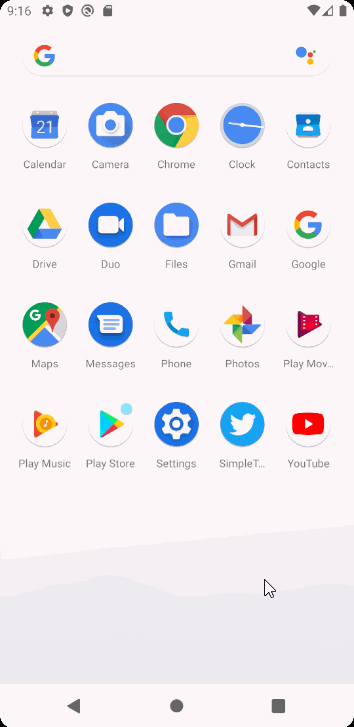 9:16
Calendar Camera Chrome Clock Contacts
Drive Duo Files Gmail Google
Maps Messages Phone Photos Play Mov...
Play Music Play Store Settings SimpleT... YouTube